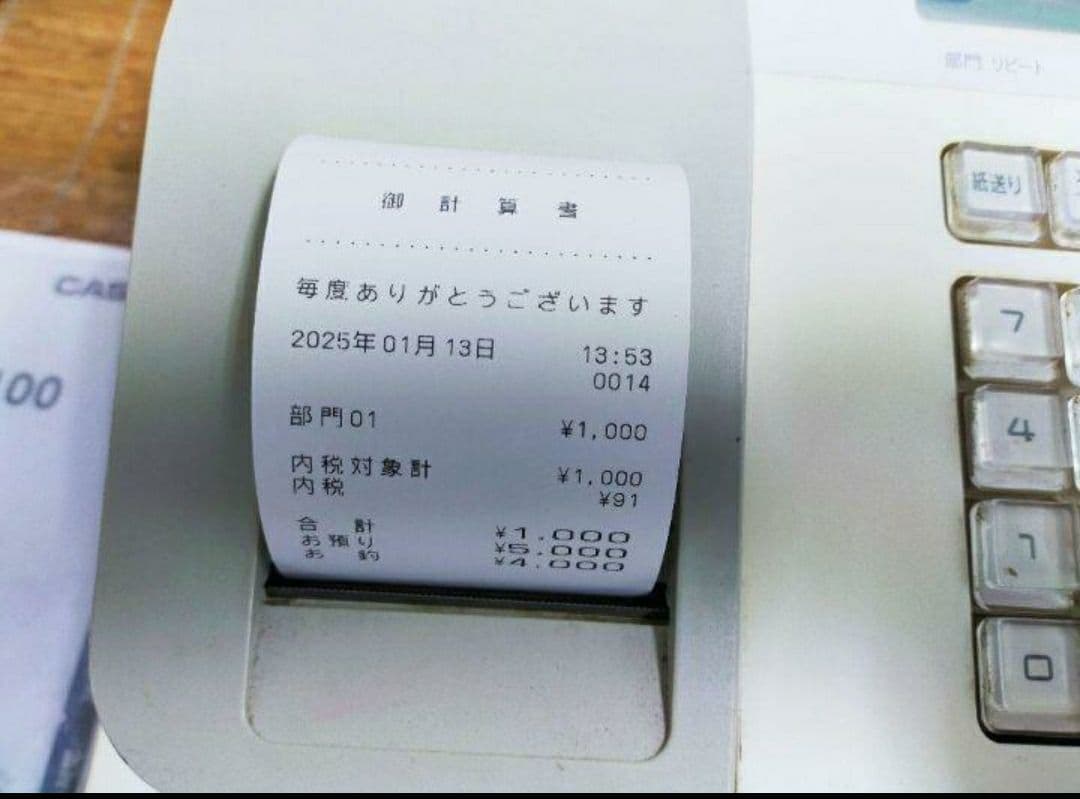 部門 リピート
紙送り
御計算書
毎度ありがとうございます
2025年01月13日 13:53
0014
部門01 ¥1,000
内税対象計 ¥1,000
内税 ¥91
合計 ¥1,000
お預り ¥5,000
お釣 ¥4,000
CAS
100
7
4
1
0